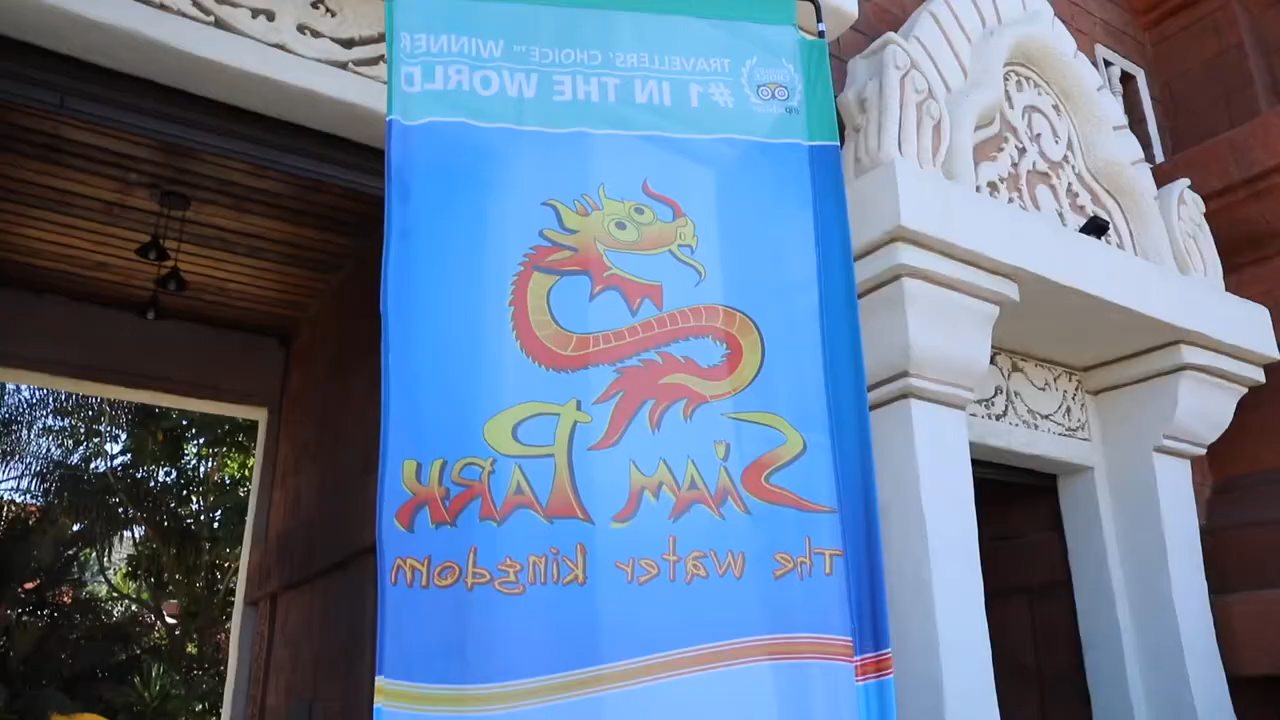 TRAVELLERS' CHOICE™ WINNER
#1 IN THE WORLD
Siam Park
The water kingdom